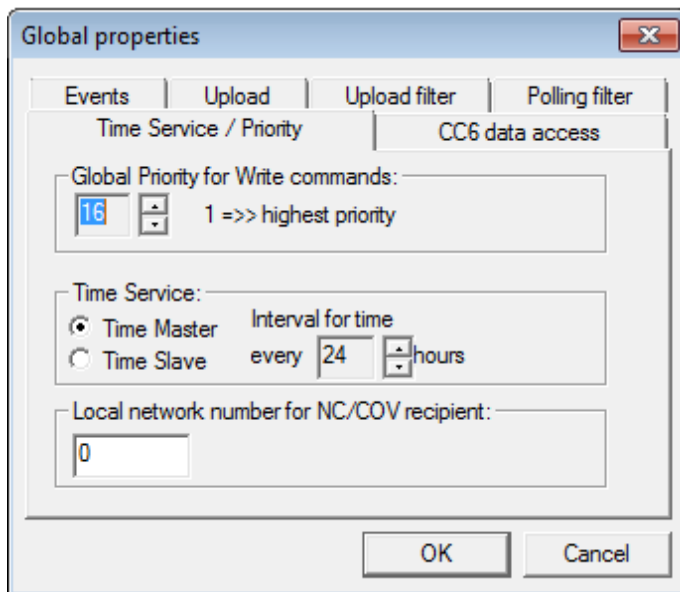 Global properties
Events Upload Upload filter Polling filter
Time Service / Priority CC6 data access
Global Priority for Write commands:
16 1 =>> highest priority
Time Service:
Time Master Interval for time
Time Slave every 24 hours
Local network number for NC/COV recipient:
0
OK Cancel